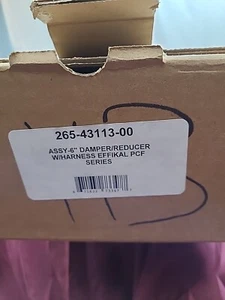 265-43113-00
ASSY-6" DAMPER/REDUCER
W/HARNESS EFFIKAL PCF
SERIES